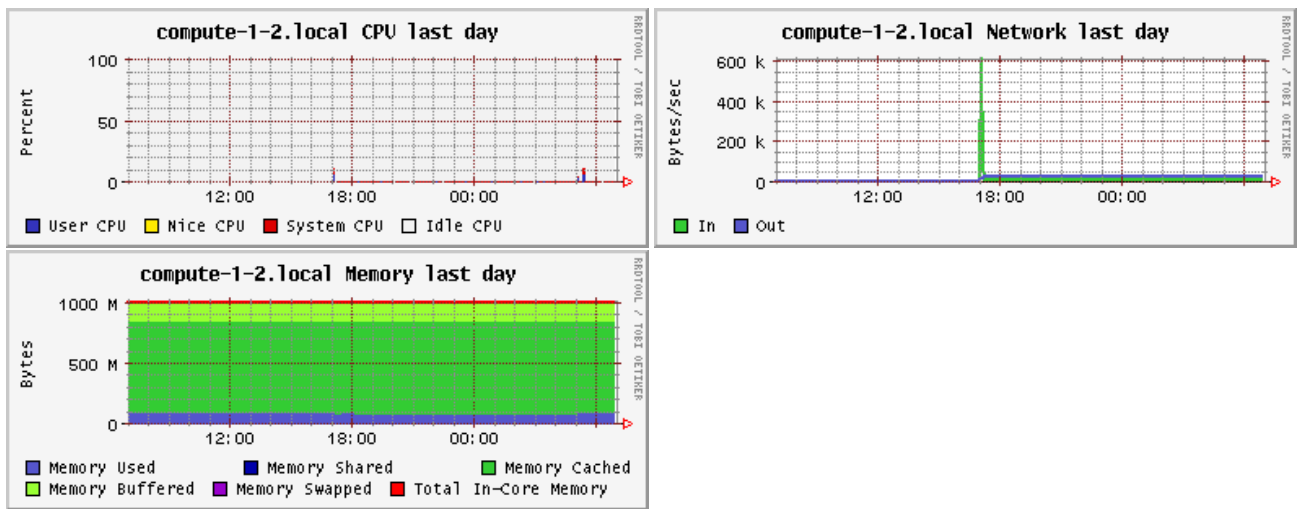 compute-1-2.local CPU last day
RRDTOOL / TOBI OETIKER
Percent
100
50
0
12:00 18:00 00:00
User CPU Nice CPU System CPU Idle CPU
compute-1-2.local Network last day
RRDTOOL / TOBI OETIKER
Bytes/sec
600 k
400 k
200 k
0
12:00 18:00 00:00
In Out
compute-1-2.local Memory last day
RRDTOOL / TOBI OETIKER
Bytes
1000 M
500 M
0
12:00 18:00 00:00
Memory Used Memory Shared Memory Cached
Memory Buffered Memory Swapped Total In-Core Memory